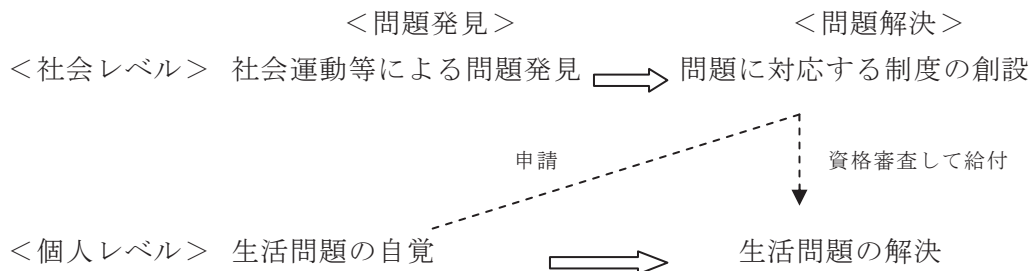 ＜問題発見＞ ＜問題解決＞
＜社会レベル＞ 社会運動等による問題発見 問題に対応する制度の創設
申請 資格審査して給付
＜個人レベル＞ 生活問題の自覚 生活問題の解決